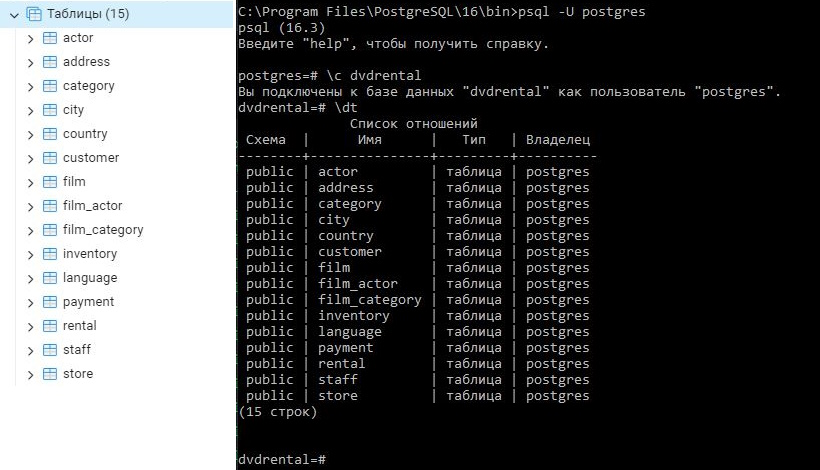 Таблицы (15)
actor
address
category
city
country
customer
film
film_actor
film_category
inventory
language
payment
rental
staff
store
C:\Program Files\PostgreSQL\16\bin>psql -U postgres
psql (16.3)
Введите "help", чтобы получить справку.
postgres=# \c dvdrental
Вы подключены к базе данных "dvdrental" как пользователь "postgres".
dvdrental=# \dt
Список отношений
Схема | Имя | Тип | Владелец
--------+---------------+---------+----------
public | actor | таблица | postgres
public | address | таблица | postgres
public | category | таблица | postgres
public | city | таблица | postgres
public | country | таблица | postgres
public | customer | таблица | postgres
public | film | таблица | postgres
public | film_actor | таблица | postgres
public | film_category | таблица | postgres
public | inventory | таблица | postgres
public | language | таблица | postgres
public | payment | таблица | postgres
public | rental | таблица | postgres
public | staff | таблица | postgres
public | store | таблица | postgres
(15 строк)
dvdrental=#